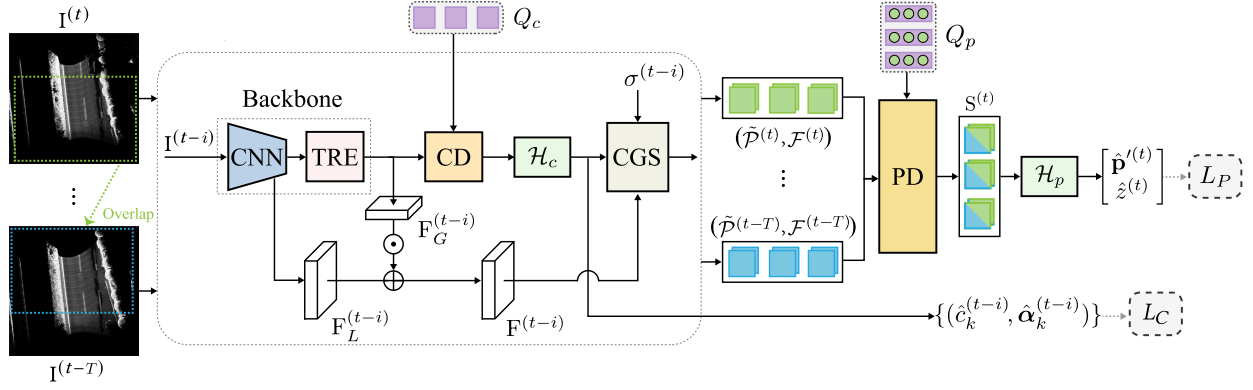 I^{(t)}
Q_c
Q_p
Backbone
σ^{(t-i)}
I^{(t-i)}
CNN
TRE
CD
H_c
CGS
(P̃^{(t)}, F^{(t)})
PD
S^{(t)}
H_p
p̂'^{(t)}
ẑ^{(t)}
L_P
⋮
Overlap
F_G^{(t-i)}
⋮
(P̃^{(t-T)}, F^{(t-T)})
F_L^{(t-i)}
F^{(t-i)}
{(ĉ_k^{(t-i)}, α̂_k^{(t-i)})}
L_C
I^{(t-T)}